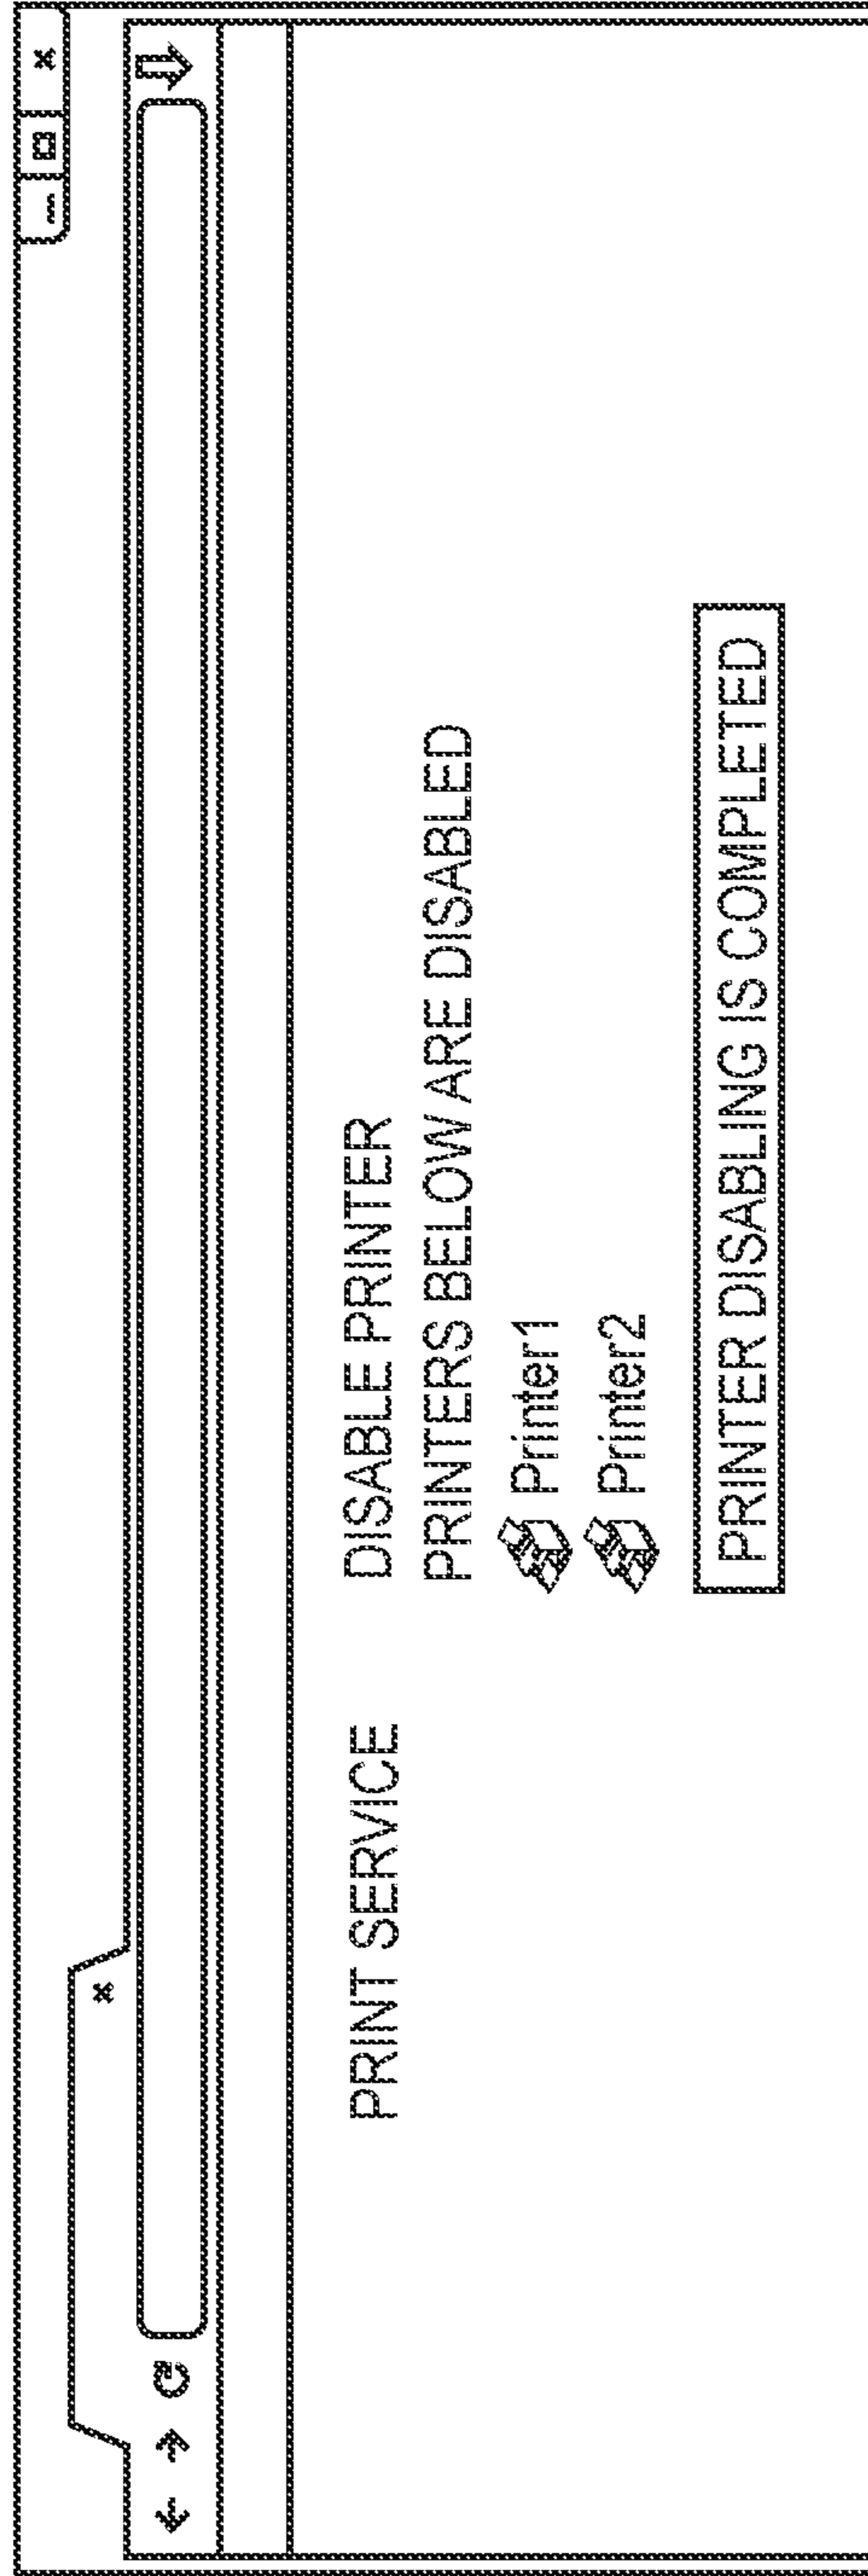 PRINT SERVICE
DISABLE PRINTER
PRINTERS BELOW ARE DISABLED
Printer1
Printer2
PRINTER DISABLING IS COMPLETED